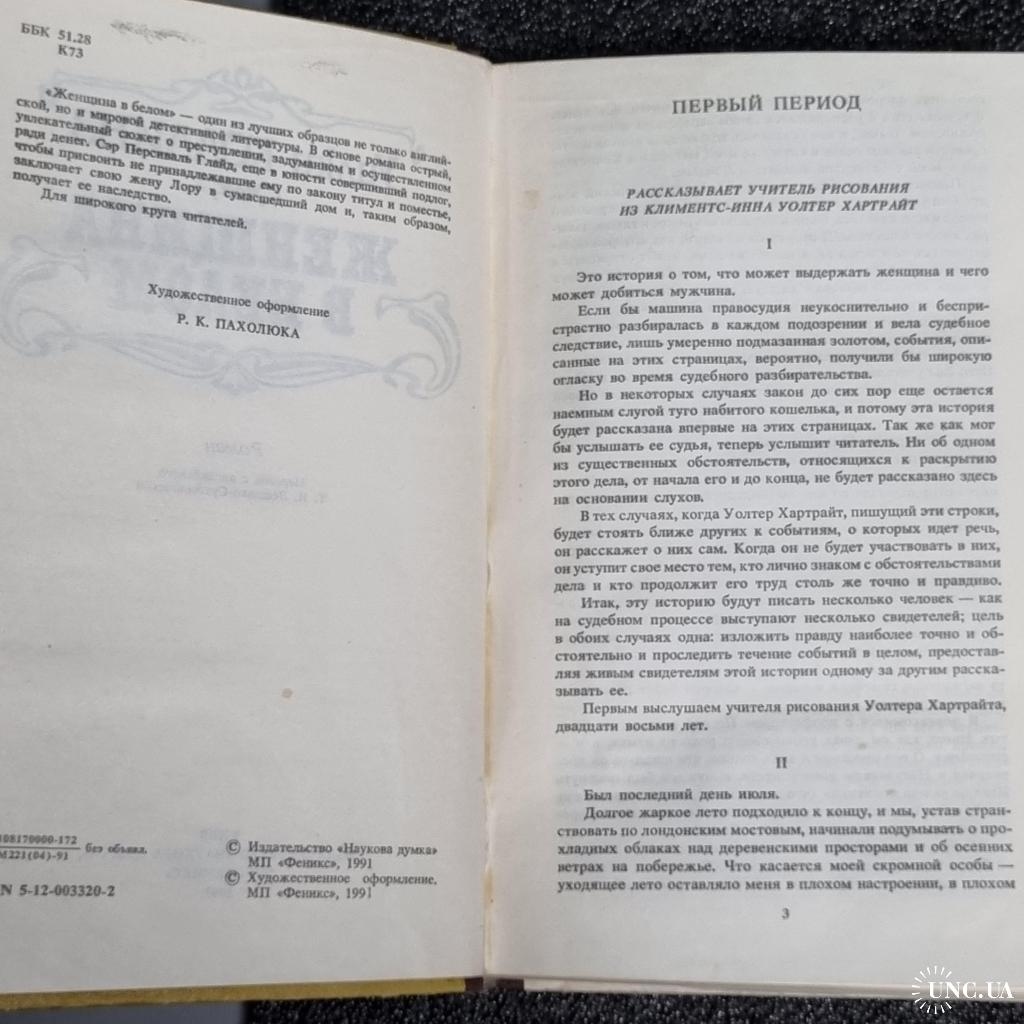 ББК 51.28
К73
«Женщина в белом» — один из лучших образцов не только англий-
ской, но и мировой детективной литературы. В основе романа острый,
увлекательный сюжет о преступлении, задуманном и осуществленном
ради денег. Сэр Персиваль Глайд, еще в юности совершивший подлог,
чтобы присвоить не принадлежавшие ему по закону титул и поместье,
заключает свою жену Лору в сумасшедший дом и, таким образом,
получает ее наследство.
Для широкого круга читателей.
Художественное оформление
Р. К. ПАХОЛЮКА
08170000-172
М221(04)-91 без объявл.
N 5-12-003320-2
© Издательство «Наукова думка»
МП «Феникс», 1991
© Художественное оформление.
МП «Феникс», 1991
ПЕРВЫЙ ПЕРИОД
РАССКАЗЫВАЕТ УЧИТЕЛЬ РИСОВАНИЯ
ИЗ КЛИМЕНТС-ИННА УОЛТЕР ХАРТРАЙТ
I
Это история о том, что может выдержать женщина и чего
может добиться мужчина.
Если бы машина правосудия неукоснительно и беспри-
страстно разбиралась в каждом подозрении и вела судебное
следствие, лишь умеренно подмазанная золотом, события, опи-
санные на этих страницах, вероятно, получили бы широкую
огласку во время судебного разбирательства.
Но в некоторых случаях закон до сих пор еще остается
наемным слугой туго набитого кошелька, и потому эта история
будет рассказана впервые на этих страницах. Так же как мог
бы услышать ее судья, теперь услышит читатель. Ни об одном
из существенных обстоятельств, относящихся к раскрытию
этого дела, от начала его и до конца, не будет рассказано здесь
на основании слухов.
В тех случаях, когда Уолтер Хартрайт, пишущий эти строки,
будет стоять ближе других к событиям, о которых идет речь,
он расскажет о них сам. Когда он не будет участвовать в них,
он уступит свое место тем, кто лично знаком с обстоятельствами
дела и кто продолжит его труд столь же точно и правдиво.
Итак, эту историю будут писать несколько человек — как
на судебном процессе выступают несколько свидетелей; цель
в обоих случаях одна: изложить правду наиболее точно и об-
стоятельно и проследить течение событий в целом, предостав-
ляя живым свидетелям этой истории одному за другим расска-
зывать ее.
Первым выслушаем учителя рисования Уолтера Хартрайта,
двадцати восьми лет.
II
Был последний день июля.
Долгое жаркое лето подходило к концу, и мы, устав стран-
ствовать по лондонским мостовым, начинали подумывать о про-
хладных облаках над деревенскими просторами и об осенних
ветрах на побережье. Что касается моей скромной особы —
уходящее лето оставляло меня в плохом настроении, в плохом
3
UNC.UA